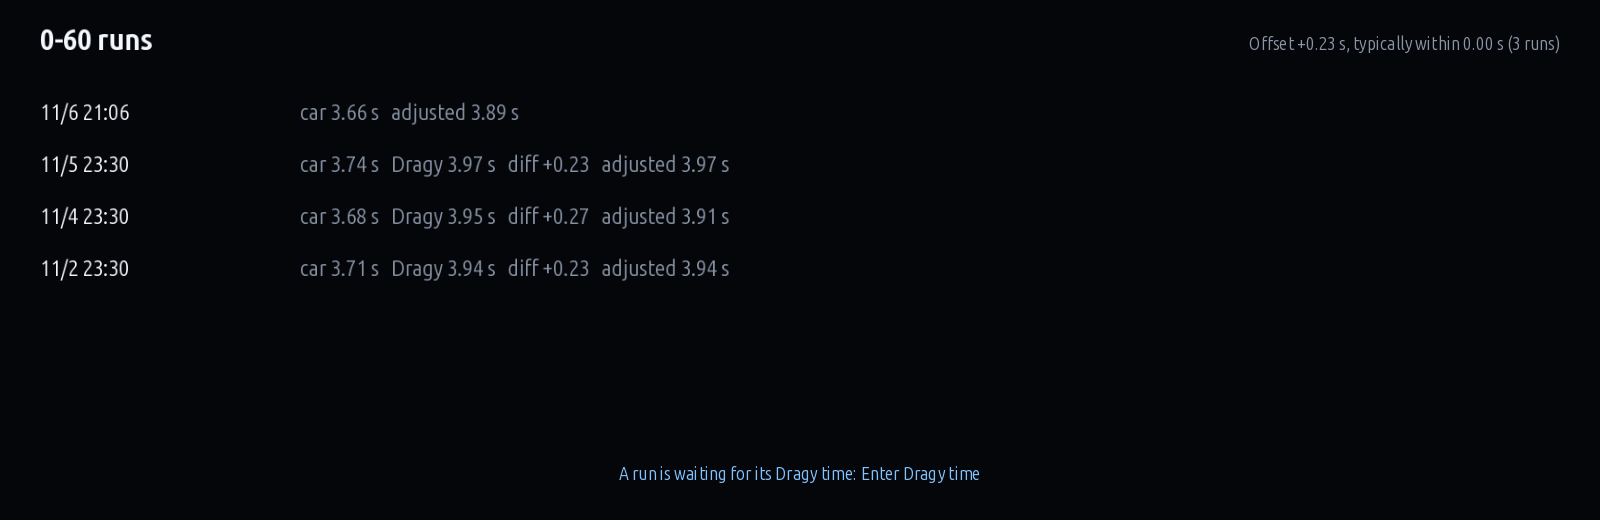 0-60 runs
Offset +0.23 s, typically within 0.00 s (3 runs)
11/6 21:06 car 3.66 s adjusted 3.89 s
11/5 23:30 car 3.74 s Dragy 3.97 s diff +0.23 adjusted 3.97 s
11/4 23:30 car 3.68 s Dragy 3.95 s diff +0.27 adjusted 3.91 s
11/2 23:30 car 3.71 s Dragy 3.94 s diff +0.23 adjusted 3.94 s
A run is waiting for its Dragy time: Enter Dragy time